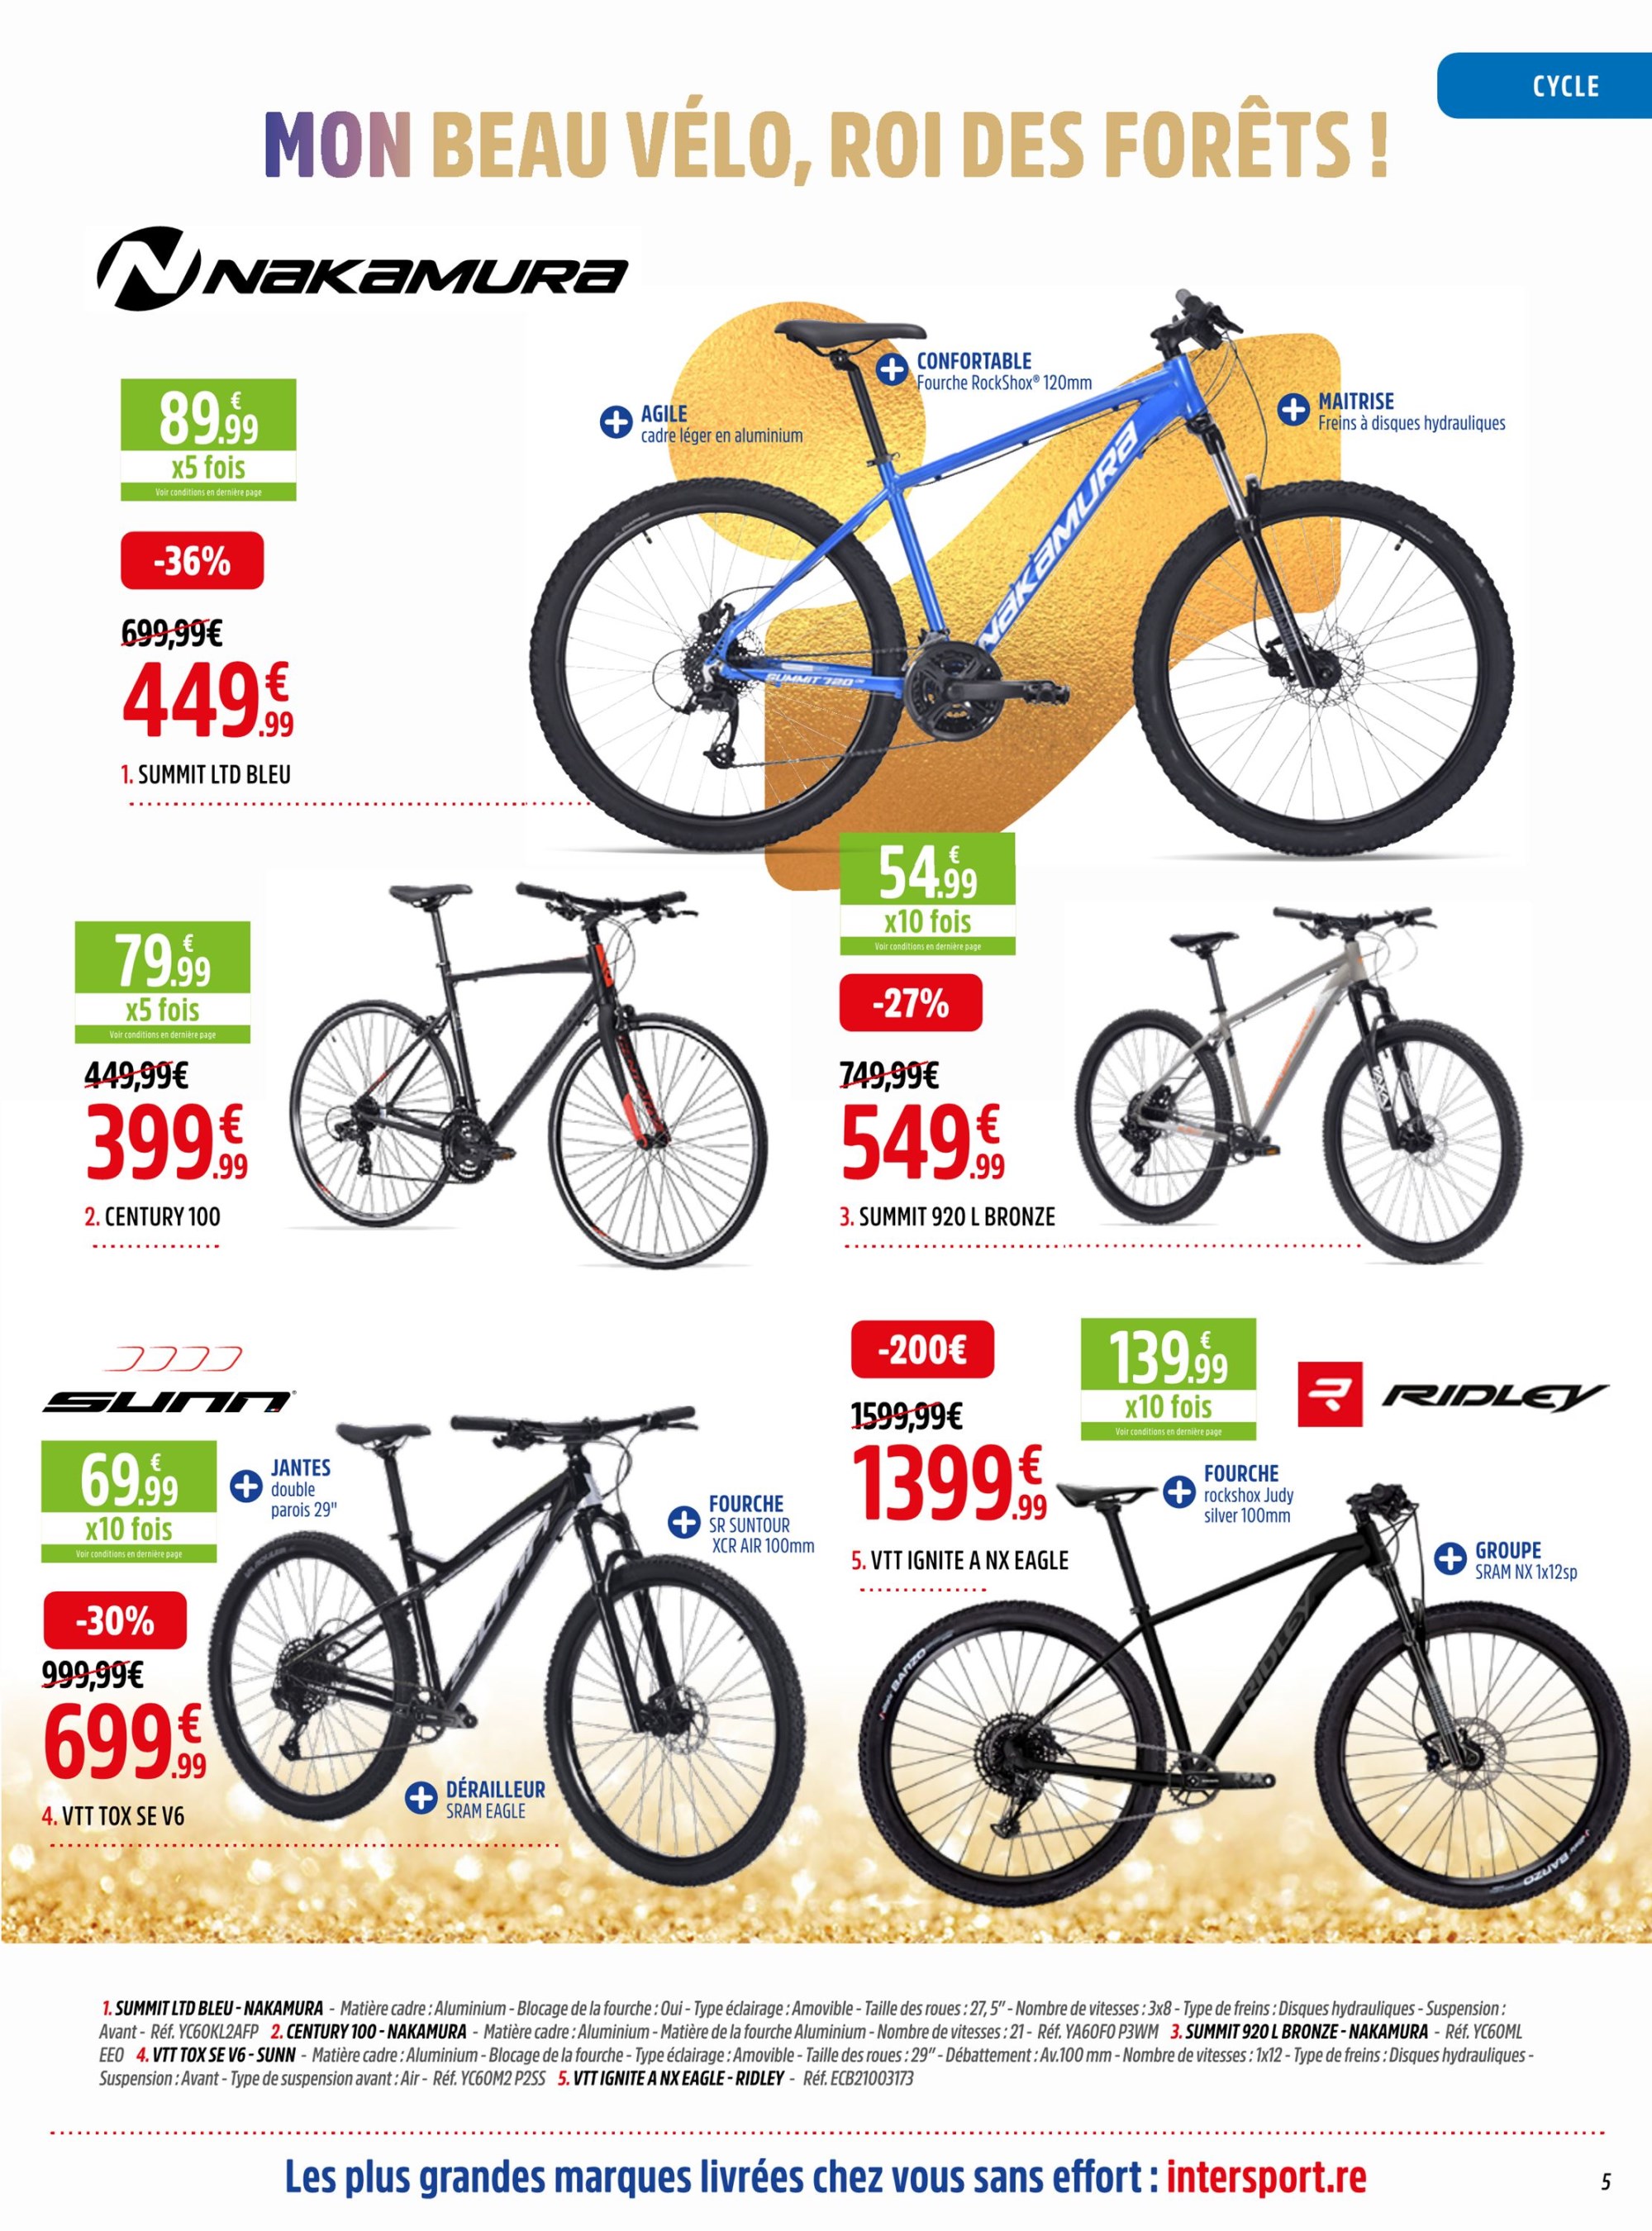 CYCLE
MON BEAU VÉLO, ROI DES FORÊTS !
NAKAMURA
CONFORTABLE
Fourche RockShox® 120mm
AGILE
cadre léger en aluminium
MAITRISE
Freins à disques hydrauliques
89€.99
x5 fois
Voir conditions en dernière page
-36%
699,99€
449€.99
1. SUMMIT LTD BLEU
NAKAMURA
SUMMIT 720
79€.99
x5 fois
Voir conditions en dernière page
449,99€
399€.99
2. CENTURY 100
54€.99
x10 fois
Voir conditions en dernière page
-27%
749,99€
549€.99
3. SUMMIT 920 L BRONZE
SUNN
69€.99
x10 fois
Voir conditions en dernière page
-30%
999,99€
699€.99
4. VTT TOX SE V6
JANTES
double
parois 29"
FOURCHE
SR SUNTOUR
XCR AIR 100mm
DÉRAILLEUR
SRAM EAGLE
SUNN
-200€
1599,99€
1399€.99
5. VTT IGNITE A NX EAGLE
139€.99
x10 fois
Voir conditions en dernière page
RIDLEY
FOURCHE
rockshox Judy
silver 100mm
GROUPE
SRAM NX 1x12sp
RIDLEY
BARZO
NX
BARZO
1. SUMMIT LTD BLEU - NAKAMURA - Matière cadre : Aluminium - Blocage de la fourche : Oui - Type éclairage : Amovible - Taille des roues : 27, 5’’ - Nombre de vitesses : 3x8 - Type de freins : Disques hydrauliques - Suspension :
Avant - Réf. YC60KL2AFP 2. CENTURY 100 - NAKAMURA - Matière cadre : Aluminium - Matière de la fourche Aluminium - Nombre de vitesses : 21 - Réf. YA60FO P3WM 3. SUMMIT 920 L BRONZE - NAKAMURA - Réf. YC60ML
EEO 4. VTT TOX SE V6 - SUNN - Matière cadre : Aluminium - Blocage de la fourche - Type éclairage : Amovible - Taille des roues : 29’’ - Débattement : Av.100 mm - Nombre de vitesses : 1x12 - Type de freins : Disques hydrauliques -
Suspension : Avant - Type de suspension avant : Air - Réf. YC60M2 P2SS 5. VTT IGNITE A NX EAGLE - RIDLEY - Réf. ECB21003173
Les plus grandes marques livrées chez vous sans effort : intersport.re
5